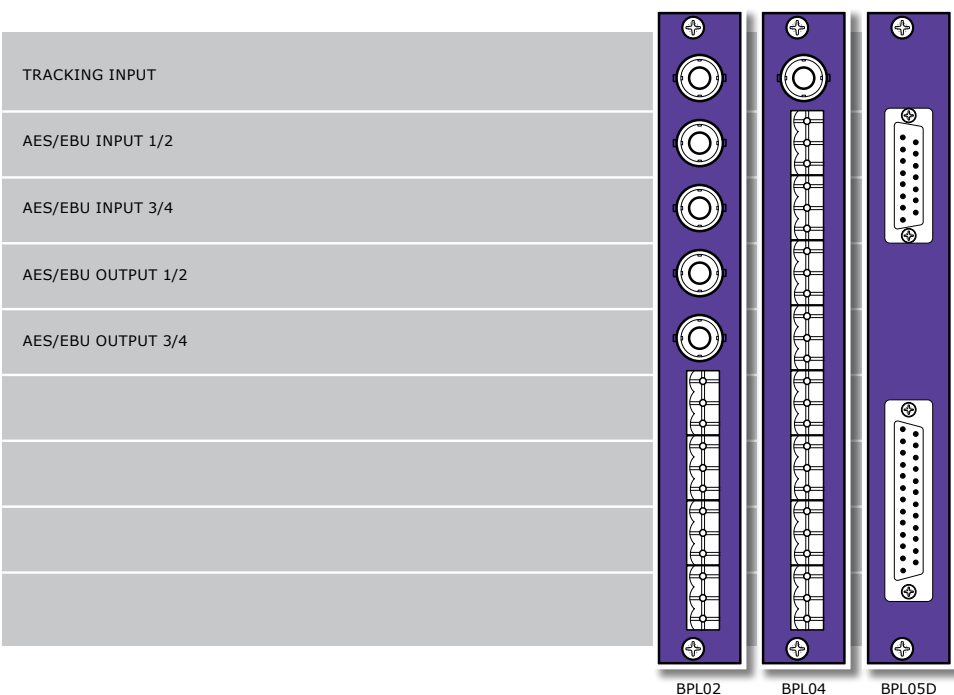 TRACKING INPUT
AES/EBU INPUT 1/2
AES/EBU INPUT 3/4
AES/EBU OUTPUT 1/2
AES/EBU OUTPUT 3/4
BPL02 BPL04 BPL05D